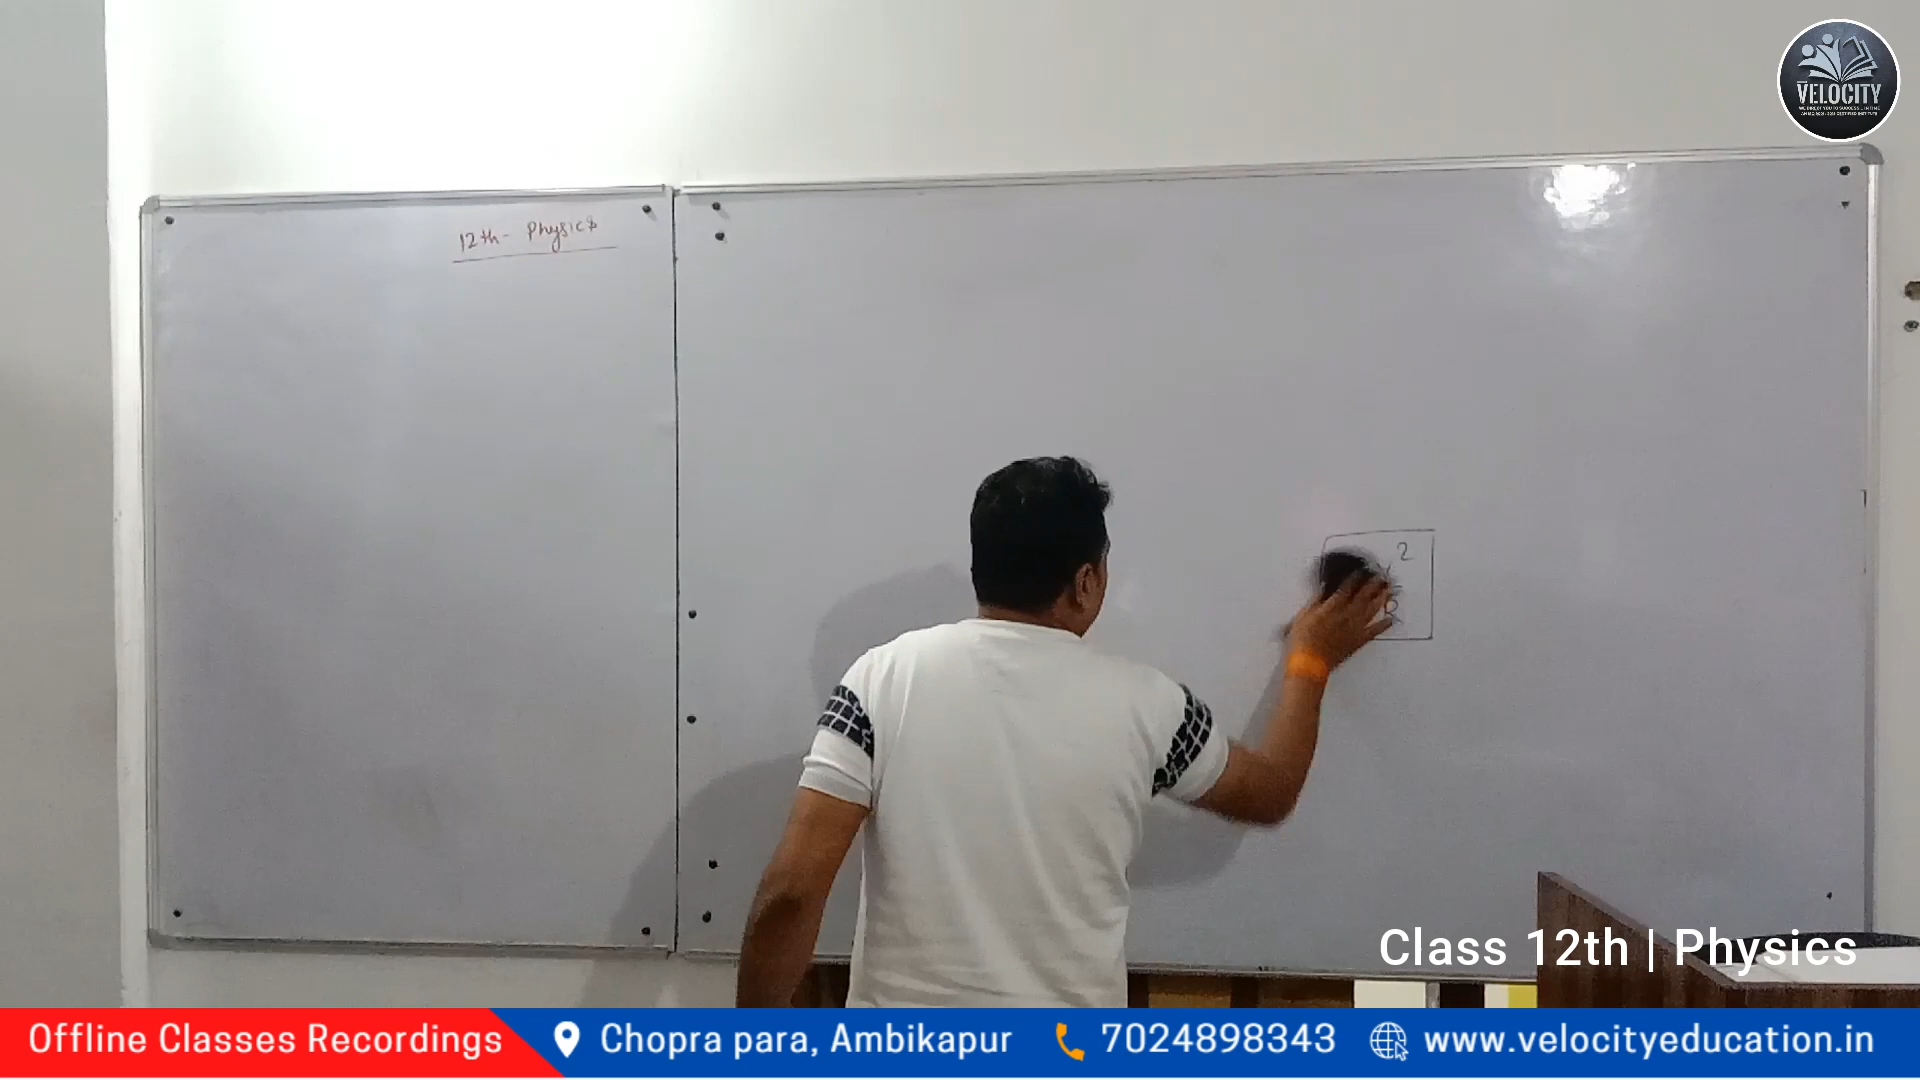 VELOCITY
12th- Physics
2
R
Class 12th | Physics
Offline Classes Recordings
Chopra para, Ambikapur
7024898343
www.velocityeducation.in